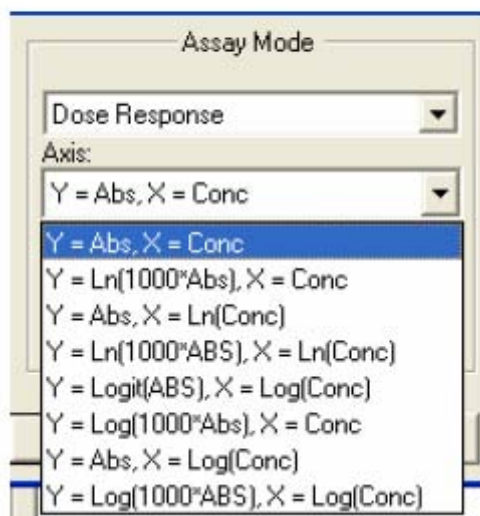 Assay Mode
Dose Response
Axis:
Y = Abs, X = Conc
Y = Abs, X = Conc
Y = Ln(1000*Abs), X = Conc
Y = Abs, X = Ln(Conc)
Y = Ln(1000*ABS), X = Ln(Conc)
Y = Logit(ABS), X = Log(Conc)
Y = Log(1000*Abs), X = Conc
Y = Abs, X = Log(Conc)
Y = Log(1000*ABS), X = Log(Conc)